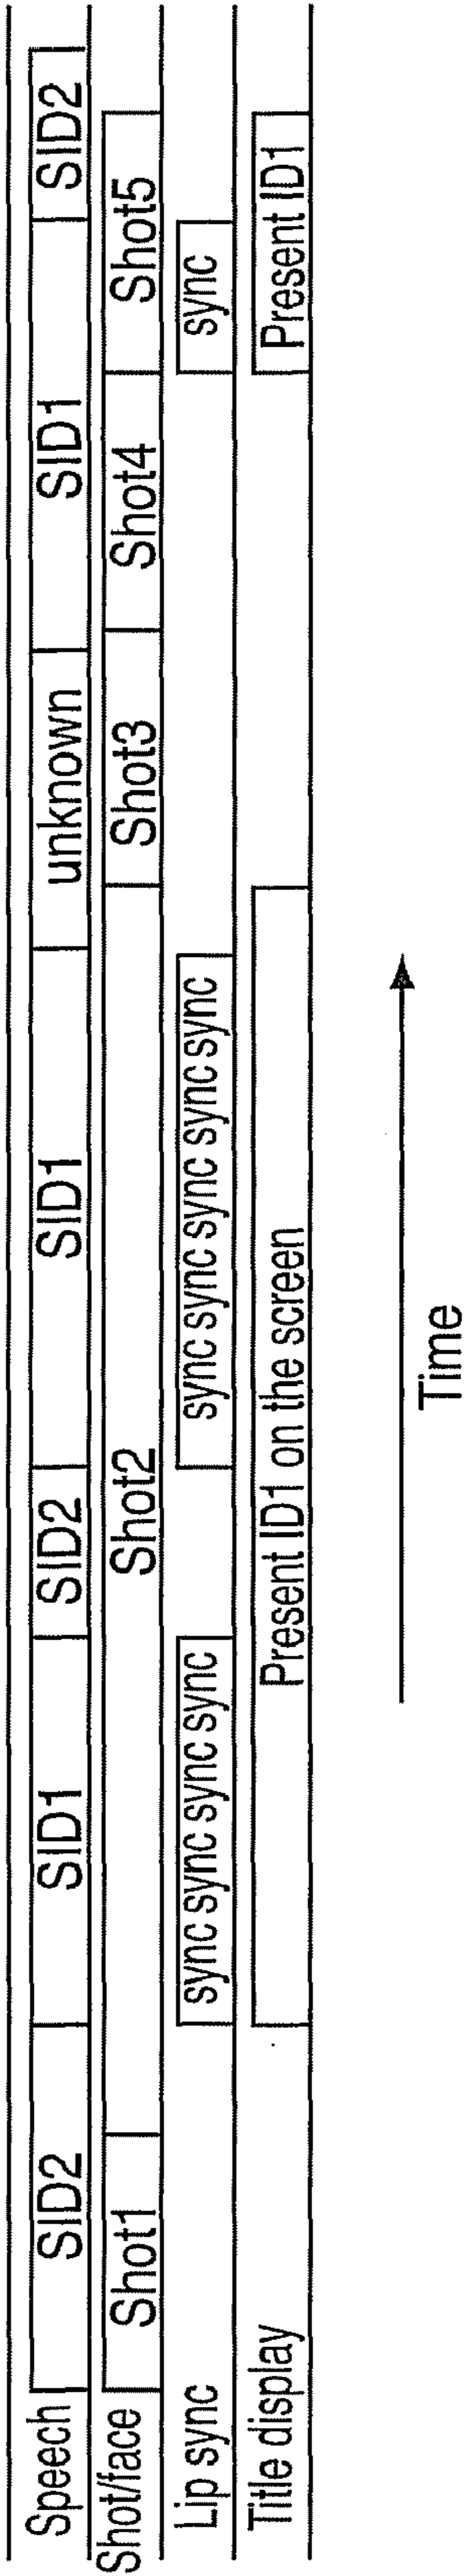 Speech SID2 SID1 SID2 SID1 unknown SID1 SID2
Shot/face Shot1 Shot2 Shot3 Shot4 Shot5
Lip sync sync sync sync sync sync sync sync sync sync sync
Title display Present ID1 on the screen Present ID1
Time